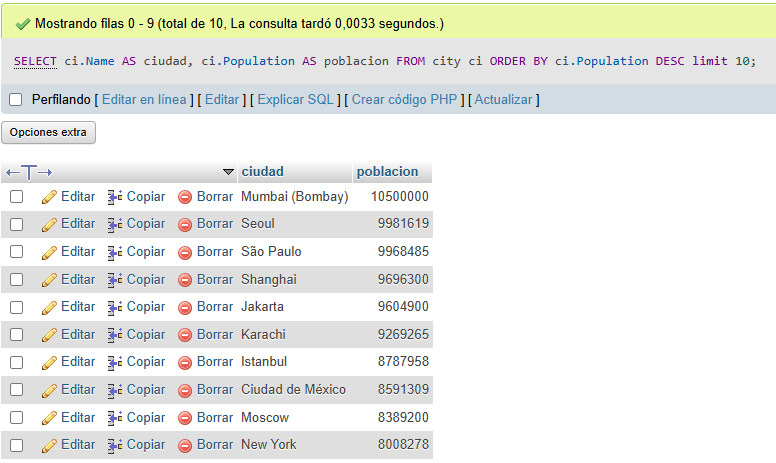 Mostrando filas 0 - 9 (total de 10, La consulta tardó 0,0033 segundos.)
SELECT ci.Name AS ciudad, ci.Population AS poblacion FROM city ci ORDER BY ci.Population DESC limit 10;
Perfilando [ Editar en línea ] [ Editar ] [ Explicar SQL ] [ Crear código PHP ] [ Actualizar ]
Opciones extra
ciudad poblacion
Editar Copiar Borrar Mumbai (Bombay) 10500000
Editar Copiar Borrar Seoul 9981619
Editar Copiar Borrar São Paulo 9968485
Editar Copiar Borrar Shanghai 9696300
Editar Copiar Borrar Jakarta 9604900
Editar Copiar Borrar Karachi 9269265
Editar Copiar Borrar Istanbul 8787958
Editar Copiar Borrar Ciudad de México 8591309
Editar Copiar Borrar Moscow 8389200
Editar Copiar Borrar New York 8008278